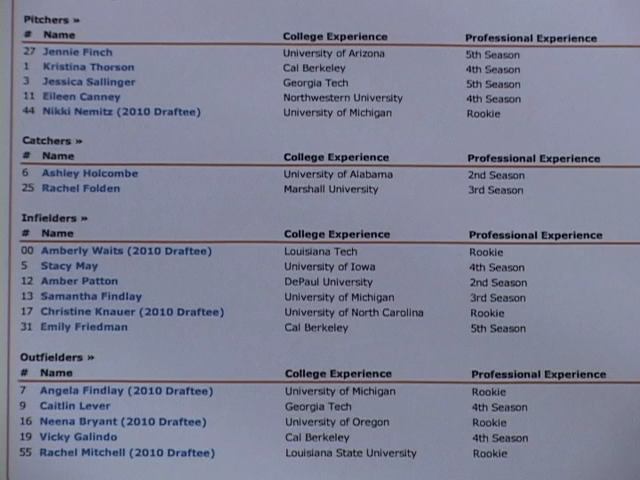 Pitchers »
# Name College Experience Professional Experience
27 Jennie Finch University of Arizona 5th Season
1 Kristina Thorson Cal Berkeley 4th Season
3 Jessica Sallinger Georgia Tech 5th Season
11 Eileen Canney Northwestern University 4th Season
44 Nikki Nemitz (2010 Draftee) University of Michigan Rookie
Catchers »
# Name College Experience Professional Experience
6 Ashley Holcombe University of Alabama 2nd Season
25 Rachel Folden Marshall University 3rd Season
Infielders »
# Name College Experience Professional Experience
00 Amberly Waits (2010 Draftee) Louisiana Tech Rookie
5 Stacy May University of Iowa 4th Season
12 Amber Patton DePaul University 2nd Season
13 Samantha Findlay University of Michigan 3rd Season
17 Christine Knauer (2010 Draftee) University of North Carolina Rookie
31 Emily Friedman Cal Berkeley 5th Season
Outfielders »
# Name College Experience Professional Experience
7 Angela Findlay (2010 Draftee) University of Michigan Rookie
9 Caitlin Lever Georgia Tech 4th Season
16 Neena Bryant (2010 Draftee) University of Oregon Rookie
19 Vicky Galindo Cal Berkeley 4th Season
55 Rachel Mitchell (2010 Draftee) Louisiana State University Rookie